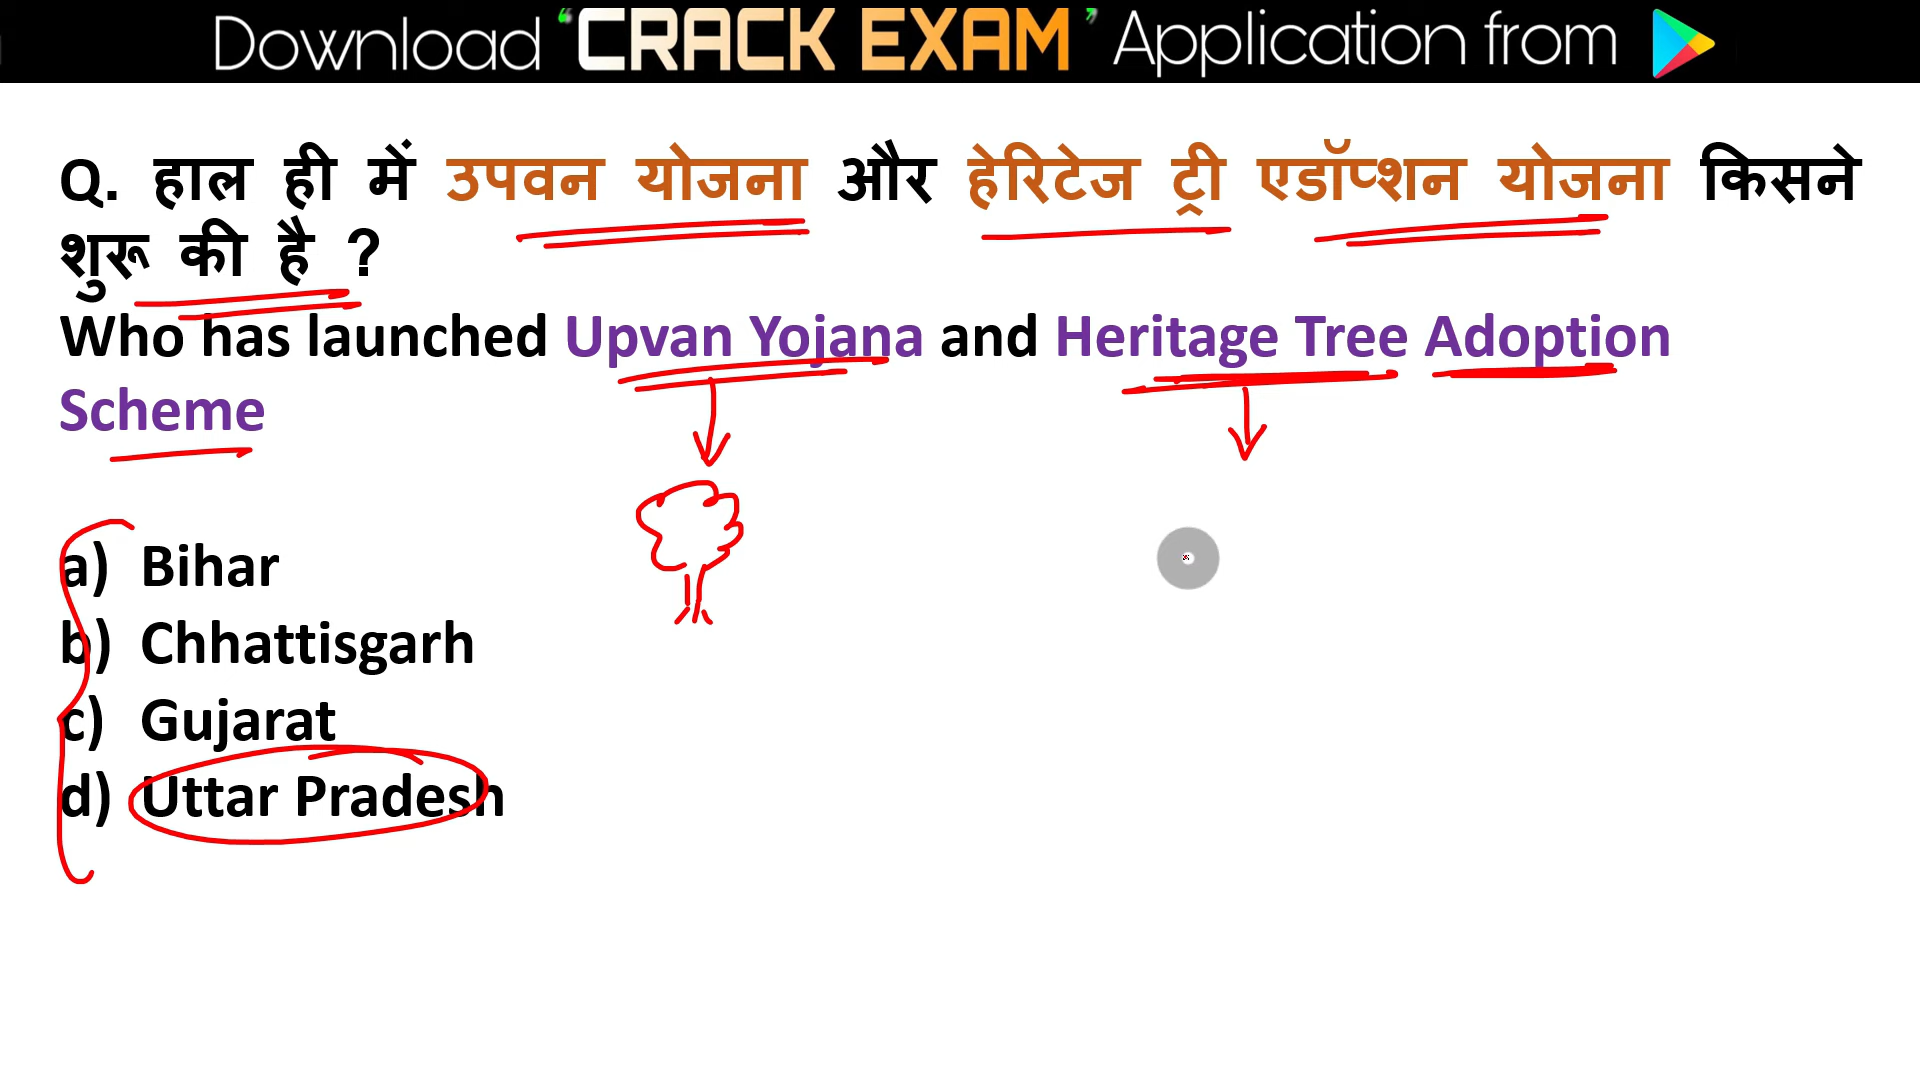 Download ‘CRACK EXAM’ Application from
Q. हाल ही में उपवन योजना और हेरिटेज ट्री एडॉप्शन योजना किसने
शुरू की है ?
Who has launched Upvan Yojana and Heritage Tree Adoption
Scheme
a) Bihar
b) Chhattisgarh
c) Gujarat
d) Uttar Pradesh